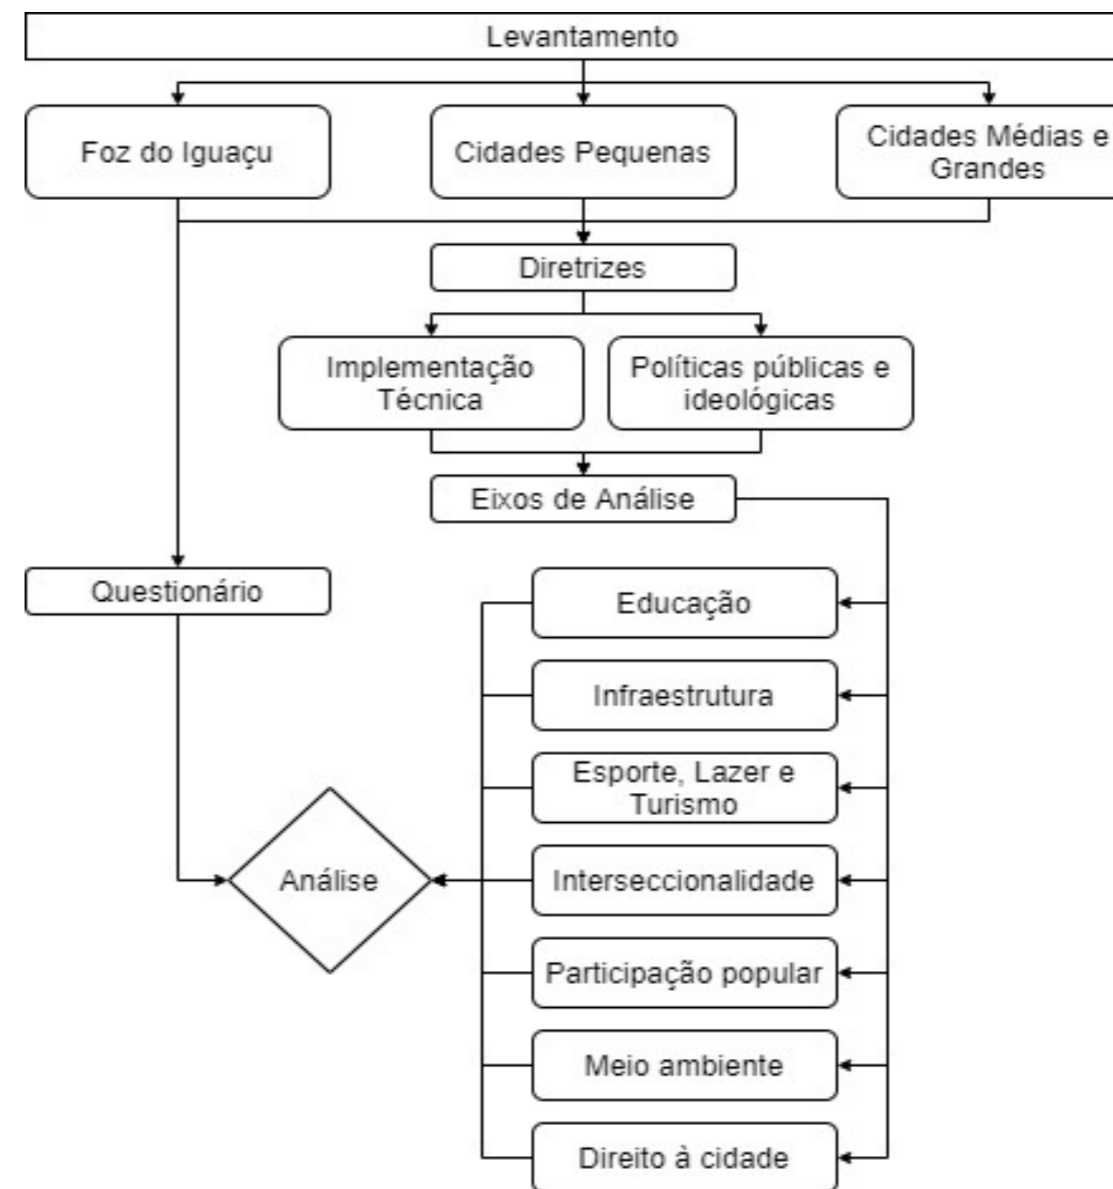 Levantamento
Foz do Iguaçu
Cidades Pequenas
Cidades Médias e
Grandes
Diretrizes
Implementação
Técnica
Políticas públicas e
ideológicas
Eixos de Análise
Questionário
Educação
Infraestrutura
Esporte, Lazer e
Turismo
Análise
Interseccionalidade
Participação popular
Meio ambiente
Direito à cidade